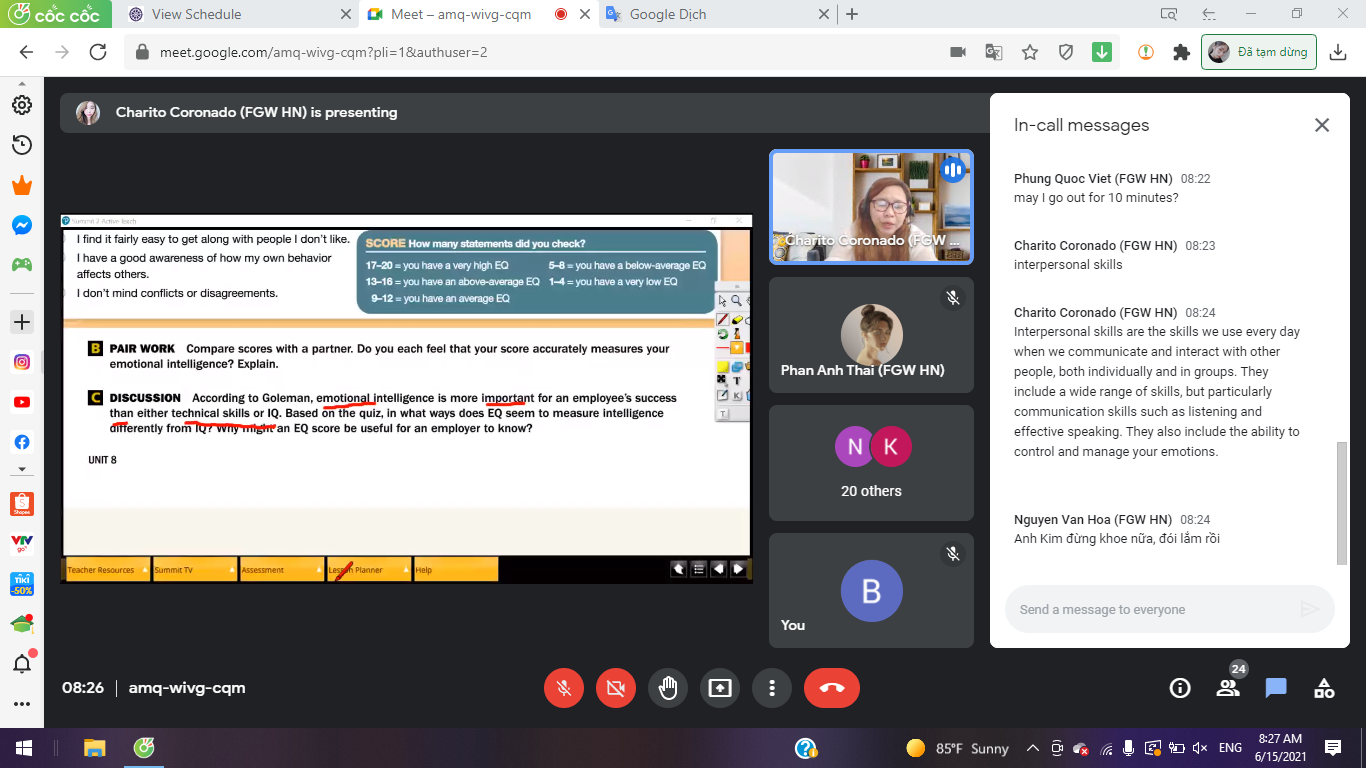 cốc cốc
View Schedule
Meet – amq-wivg-cqm
Google Dịch
meet.google.com/amq-wivg-cqm?pli=1&authuser=2
Đã tạm dừng
Charito Coronado (FGW HN) is presenting
Summit 2 Active Teach
I find it fairly easy to get along with people I don't like.
I have a good awareness of how my own behavior
affects others.
I don't mind conflicts or disagreements.
SCORE How many statements did you check?
17–20 = you have a very high EQ
5–8 = you have a below-average EQ
13–16 = you have an above-average EQ
1–4 = you have a very low EQ
9–12 = you have an average EQ
B PAIR WORK Compare scores with a partner. Do you each feel that your score accurately measures your
emotional intelligence? Explain.
C DISCUSSION According to Goleman, emotional intelligence is more important for an employee's success
than either technical skills or IQ. Based on the quiz, in what ways does EQ seem to measure intelligence
differently from IQ? Why might an EQ score be useful for an employer to know?
UNIT 8
T
T
Teacher Resources
Summit TV
Assessment
Lesson Planner
Help
Charito Coronado (FGW ...
Phan Anh Thai (FGW HN)
N K
20 others
B
You
In-call messages
Phung Quoc Viet (FGW HN) 08:22
may I go out for 10 minutes?
Charito Coronado (FGW HN) 08:23
interpersonal skills
Charito Coronado (FGW HN) 08:24
Interpersonal skills are the skills we use every day
when we communicate and interact with other
people, both individually and in groups. They
include a wide range of skills, but particularly
communication skills such as listening and
effective speaking. They also include the ability to
control and manage your emotions.
Nguyen Van Hoa (FGW HN) 08:24
Anh Kim đừng khoe nữa, đói lắm rồi
Send a message to everyone
Shopee
VTV
go
TIKI
-50%
08:26 | amq-wivg-cqm
24
85°F Sunny
ENG
8:27 AM
6/15/2021